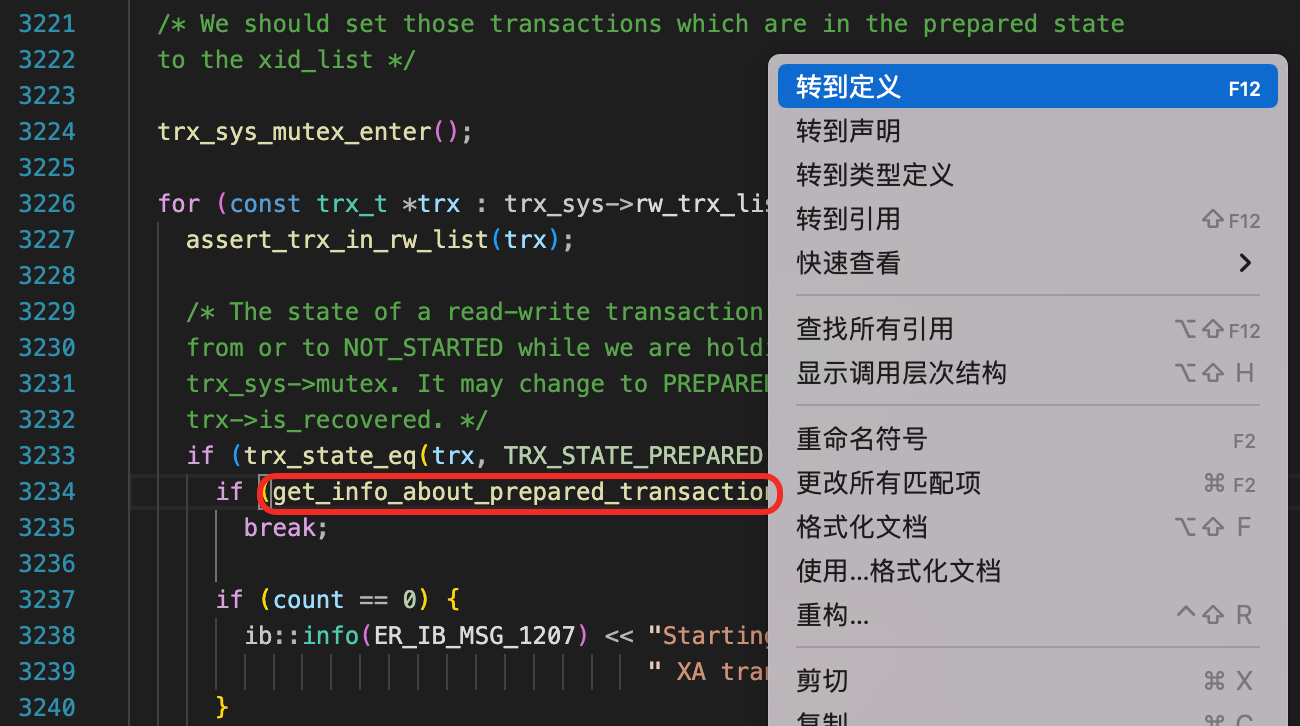 3221 /* We should set those transactions which are in the prepared state
3222 to the xid_list */
3223
3224 trx_sys_mutex_enter();
3225
3226 for (const trx_t *trx : trx_sys->rw_trx_lis
3227 assert_trx_in_rw_list(trx);
3228
3229 /* The state of a read-write transaction
3230 from or to NOT_STARTED while we are hold
3231 trx_sys->mutex. It may change to PREPARE
3232 trx->is_recovered. */
3233 if (trx_state_eq(trx, TRX_STATE_PREPARED
3234 if (get_info_about_prepared_transaction
3235 break;
3236
3237 if (count == 0) {
3238 ib::info(ER_IB_MSG_1207) << "Starting
3239 " XA tra
3240 }
转到定义 F12
转到声明
转到类型定义
转到引用 ⇧F12
快速查看 >
查找所有引用 ⌥⇧F12
显示调用层次结构 ⌥⇧ H
重命名符号 F2
更改所有匹配项 ⌘ F2
格式化文档 ⌥⇧ F
使用...格式化文档
重构... ^⇧ R
剪切 ⌘ X
复制 ⌘ C